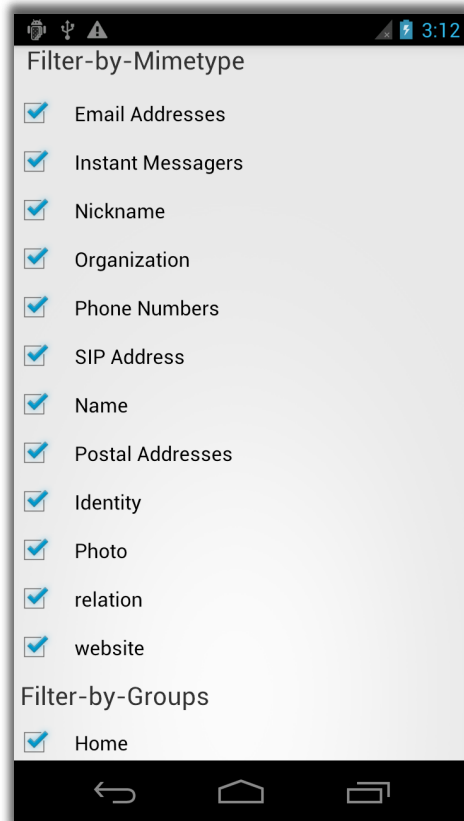 3:12
Filter-by-Mimetype
Email Addresses
Instant Messagers
Nickname
Organization
Phone Numbers
SIP Address
Name
Postal Addresses
Identity
Photo
relation
website
Filter-by-Groups
Home